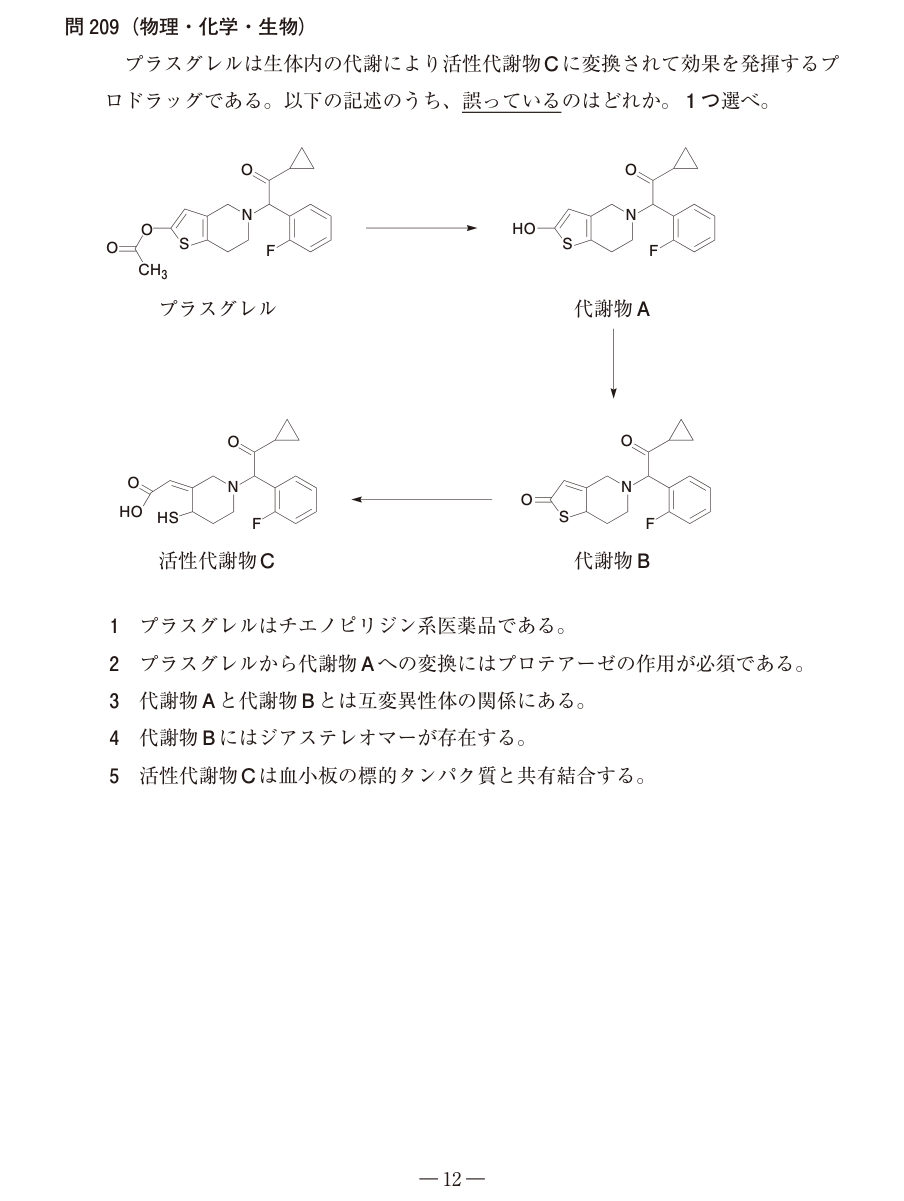 問 209（物理・化学・生物）
プラスグレルは生体内の代謝により活性代謝物Cに変換されて効果を発揮するプ
ロドラッグである。以下の記述のうち、誤っているのはどれか。1つ選べ。
O
N
O
S
F
O
CH3
プラスグレル
O
N
HO
S
F
代謝物 A
O
N
O
HO
HS
F
活性代謝物 C
O
N
O
S
F
代謝物 B
1 プラスグレルはチエノピリジン系医薬品である。
2 プラスグレルから代謝物Aへの変換にはプロテアーゼの作用が必須である。
3 代謝物Aと代謝物Bとは互変異性体の関係にある。
4 代謝物Bにはジアステレオマーが存在する。
5 活性代謝物Cは血小板の標的タンパク質と共有結合する。
— 12 —